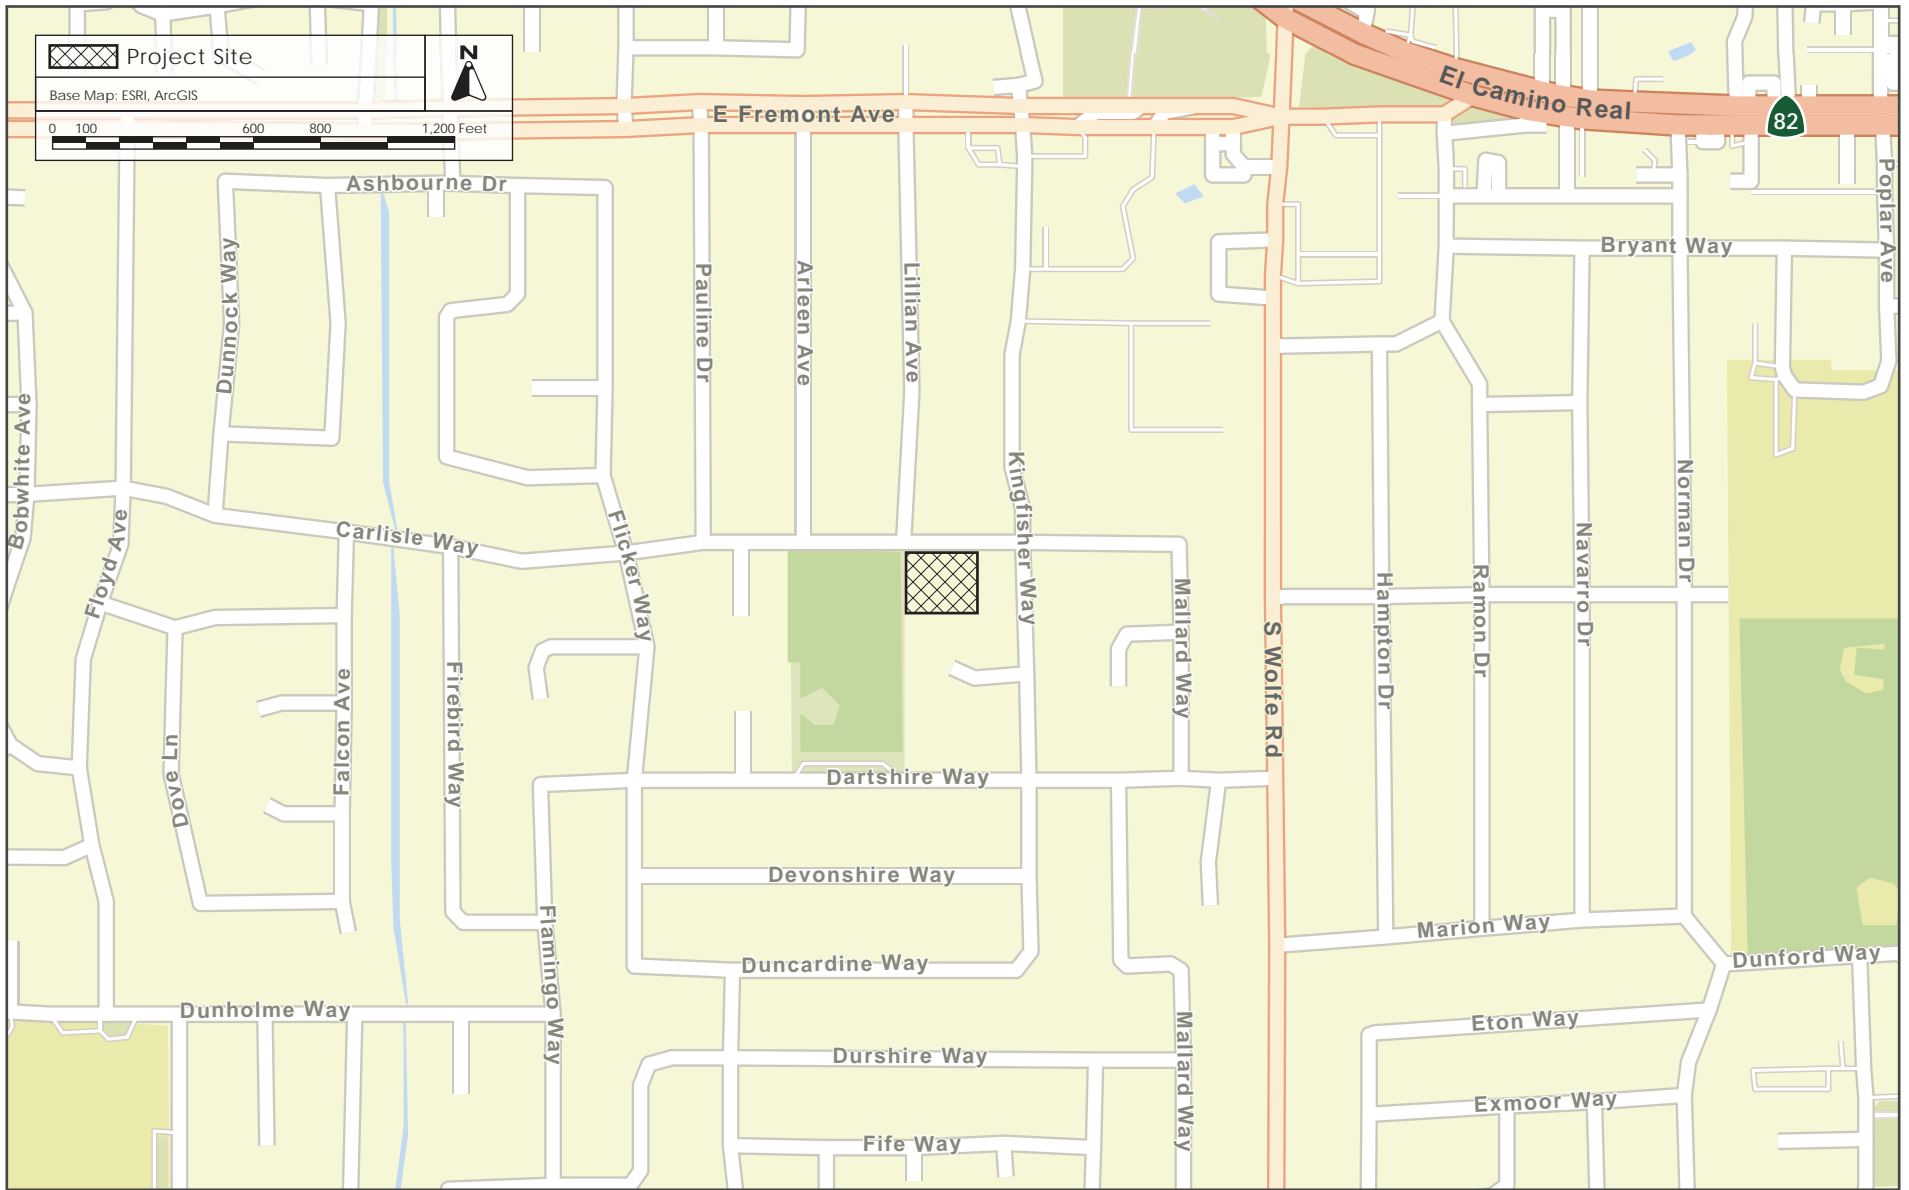 Project Site
N
Base Map: ESRI, ArcGIS
0 100 600 800 1,200 Feet
El Camino Real
82
E Fremont Ave
Ashbourne Dr
Poplar Ave
Bryant Way
Dunnock Way
Pauline Dr
Arleen Ave
Lillian Ave
Bobwhite Ave
Kingfisher Way
Norman Dr
Floyd Ave
Carlisle Way
Flicker Way
Navarro Dr
Mallard Way
Hampton Dr
Ramon Dr
S Wolfe Rd
Falcon Ave
Firebird Way
Dove Ln
Dartshire Way
Devonshire Way
Flamingo Way
Marion Way
Duncardine Way
Dunford Way
Dunholme Way
Eton Way
Mallard Way
Durshire Way
Exmoor Way
Fife Way